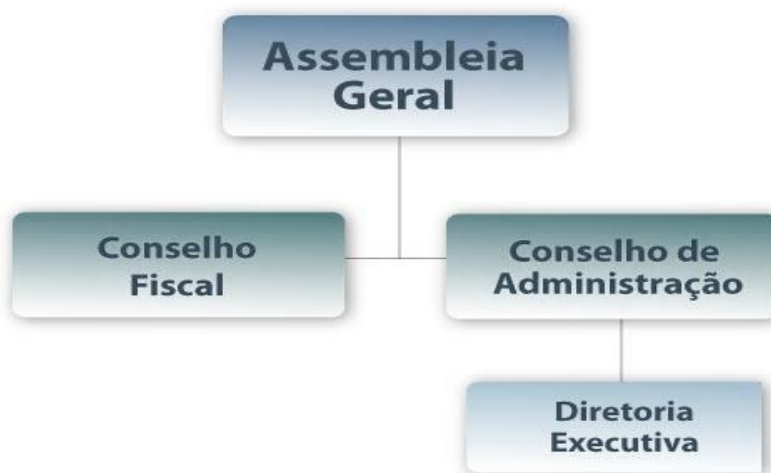 Assembleia
Geral
Conselho
Fiscal
Conselho de
Administração
Diretoria
Executiva